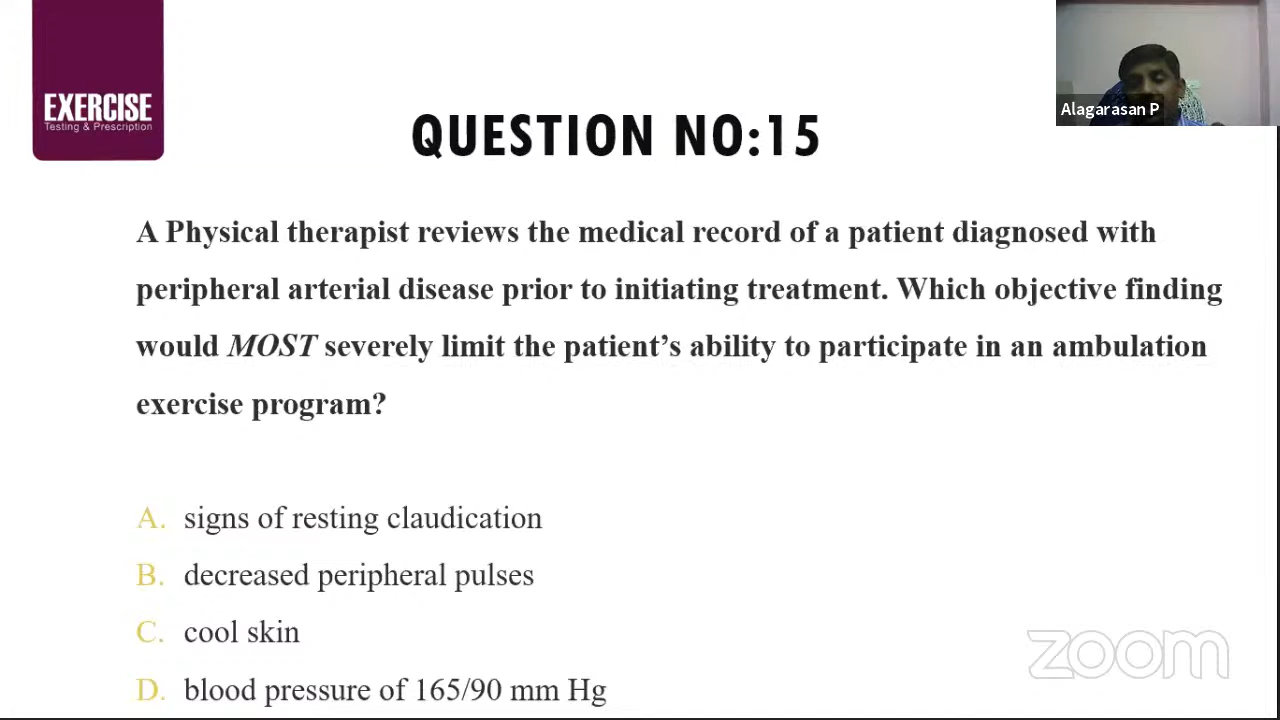 EXERCISE
Testing & Prescription
Alagarasan P
QUESTION NO:15
A Physical therapist reviews the medical record of a patient diagnosed with
peripheral arterial disease prior to initiating treatment. Which objective finding
would MOST severely limit the patient's ability to participate in an ambulation
exercise program?
A. signs of resting claudication
B. decreased peripheral pulses
C. cool skin
D. blood pressure of 165/90 mm Hg
zoom